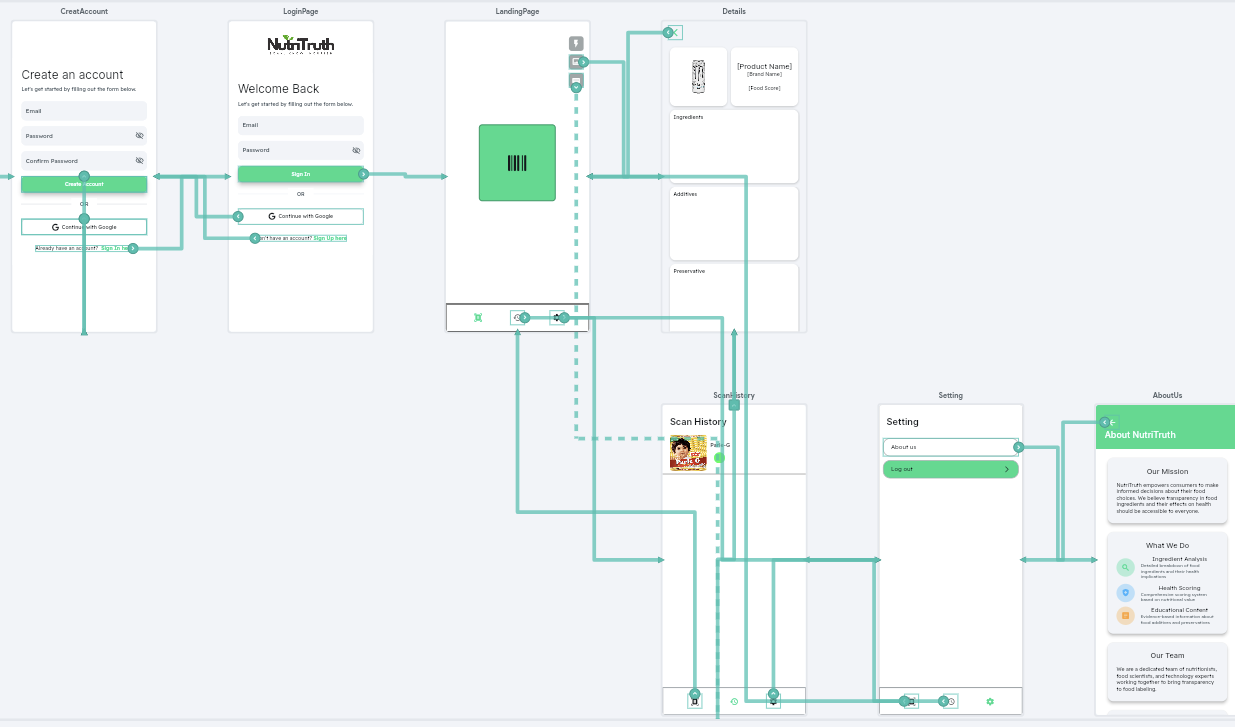 CreatAccount
LoginPage
LandingPage
Details
Create an account
Let's get started by filling out the form below.
Email
Password
Confirm Password
Create Account
OR
Continue with Google
Already have an account? Sign In here
NutriTruth
Welcome Back
Let's get started by filling out the form below.
Email
Password
Sign In
OR
Continue with Google
Don't have an account? Sign Up here
[Product Name]
[Brand Name]
[Food Score]
Ingredients
Additives
Preservative
ScanHistory
Setting
AboutUs
Scan History
Parle-G
Setting
About us
Log out
About NutriTruth
Our Mission
NutriTruth empowers consumers to make
informed decisions about their food
choices. We believe transparency in food
ingredients and their effects on health
should be accessible to everyone.
What We Do
Ingredient Analysis
Detailed breakdown of food
ingredients and their health
implications
Health Scoring
Comprehensive scoring system
based on nutritional value
Educational Content
Evidence-based information about
food additives and preservatives
Our Team
We are a dedicated team of nutritionists,
food scientists, and technology experts
working together to bring transparency
to food labeling.